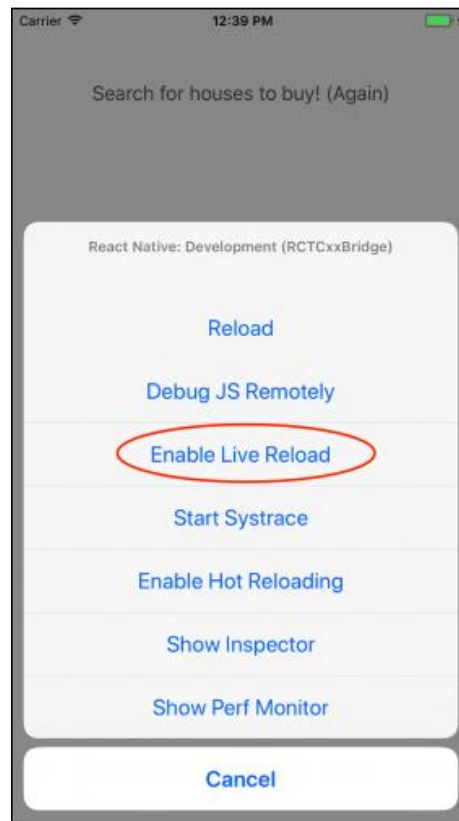 Carrier 12:39 PM
Search for houses to buy! (Again)
React Native: Development (RCTCxxBridge)
Reload
Debug JS Remotely
Enable Live Reload
Start Systrace
Enable Hot Reloading
Show Inspector
Show Perf Monitor
Cancel